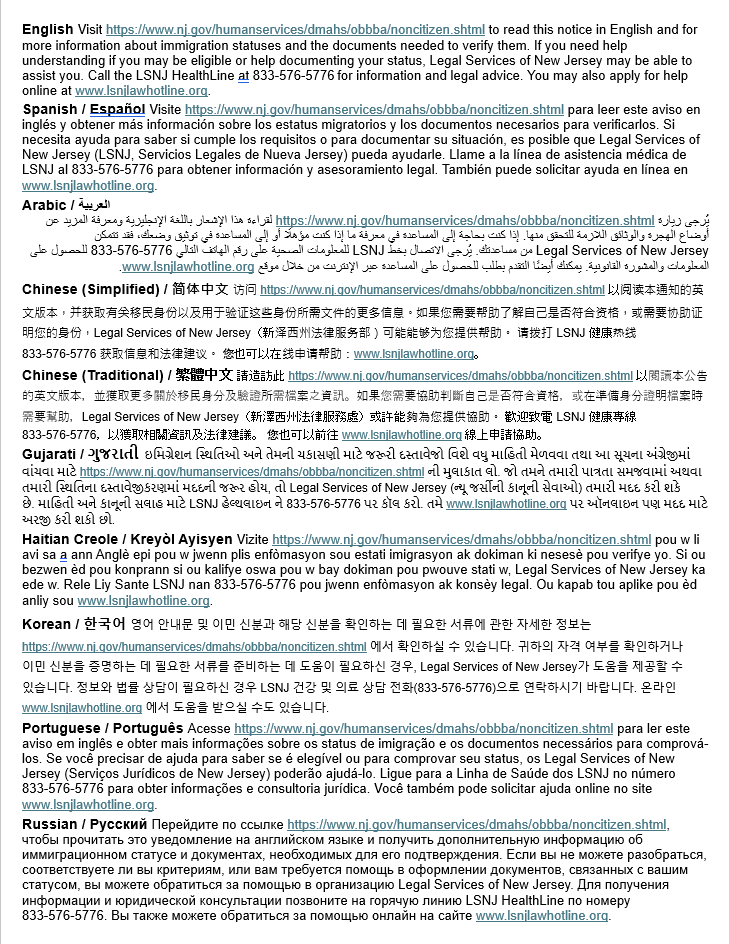 English Visit https://www.nj.gov/humanservices/dmahs/obbba/noncitizen.shtml to read this notice in English and for
more information about immigration statuses and the documents needed to verify them. If you need help
understanding if you may be eligible or help documenting your status, Legal Services of New Jersey may be able to
assist you. Call the LSNJ HealthLine at 833-576-5776 for information and legal advice. You may also apply for help
online at www.lsnjlawhotline.org.
Spanish / Español Visite https://www.nj.gov/humanservices/dmahs/obbba/noncitizen.shtml para leer este aviso en
inglés y obtener más información sobre los estatus migratorios y los documentos necesarios para verificarlos. Si
necesita ayuda para saber si cumple los requisitos o para documentar su situación, es posible que Legal Services of
New Jersey (LSNJ, Servicios Legales de Nueva Jersey) pueda ayudarle. Llame a la línea de asistencia médica de
LSNJ al 833-576-5776 para obtener información y asesoramiento legal. También puede solicitar ayuda en línea en
www.lsnjlawhotline.org.
Arabic / العربية
يُرجى زيارة https://www.nj.gov/humanservices/dmahs/obbba/noncitizen.shtml لقراءة هذا الإشعار باللغة الإنجليزية ومعرفة المزيد عن
أوضاع الهجرة والوثائق اللازمة للتحقق منها. إذا كنت بحاجة إلى المساعدة في معرفة ما إذا كنت مؤهلًا أو إلى المساعدة في توثيق وضعك، فقد تتمكن
Legal Services of New Jersey من مساعدتك. يُرجى الاتصال بخط LSNJ للمعلومات الصحية على رقم الهاتف التالي 833-576-5776 للحصول على
المعلومات والمشورة القانونية. يمكنك أيضًا التقدم بطلب للحصول على المساعدة عبر الإنترنت من خلال موقع www.lsnjlawhotline.org.
Chinese (Simplified) / 简体中文 访问 https://www.nj.gov/humanservices/dmahs/obbba/noncitizen.shtml 以阅读本通知的英
文版本，并获取有关移民身份以及用于验证这些身份所需文件的更多信息。如果您需要帮助了解自己是否符合资格，或需要协助证
明您的身份，Legal Services of New Jersey（新泽西州法律服务部）可能能够为您提供帮助。 请拨打 LSNJ 健康热线
833-576-5776 获取信息和法律建议。 您也可以在线申请帮助：www.lsnjlawhotline.org。
Chinese (Traditional) / 繁體中文 請造訪此 https://www.nj.gov/humanservices/dmahs/obbba/noncitizen.shtml 以閱讀本公告
的英文版本，並獲取更多關於移民身分及驗證所需檔案之資訊。如果您需要協助判斷自己是否符合資格，或在準備身分證明檔案時
需要幫助，Legal Services of New Jersey（新澤西州法律服務處）或許能夠為您提供協助。 歡迎致電 LSNJ 健康專線
833-576-5776，以獲取相關資訊及法律建議。 您也可以前往 www.lsnjlawhotline.org 線上申請協助。
Gujarati / ગુજરાતી ઇમિગ્રેશન સ્થિતિઓ અને તેમની ચકાસણી માટે જરૂરી દસ્તાવેજો વિશે વધુ માહિતી મેળવવા તથા આ સૂચના અંગ્રેજીમાં
વાંચવા માટે https://www.nj.gov/humanservices/dmahs/obbba/noncitizen.shtml ની મુલાકાત લો. જો તમને તમારી પાત્રતા સમજવામાં અથવા
તમારી સ્થિતિના દસ્તાવેજીકરણમાં મદદની જરૂર હોય, તો Legal Services of New Jersey (ન્યૂ જર્સીની કાનૂની સેવાઓ) તમારી મદદ કરી શકે
છે. માહિતી અને કાનૂની સલાહ માટે LSNJ હેલ્થલાઇન ને 833-576-5776 પર કૉલ કરો. તમે www.lsnjlawhotline.org પર ઑનલાઇન પણ મદદ માટે
અરજી કરી શકો છો.
Haitian Creole / Kreyòl Ayisyen Vizite https://www.nj.gov/humanservices/dmahs/obbba/noncitizen.shtml pou w li
avi sa a ann Anglè epi pou w jwenn plis enfòmasyon sou estati imigrasyon ak dokiman ki nesesè pou verifye yo. Si ou
bezwen èd pou konprann si ou kalifye oswa pou w bay dokiman pou pwouve stati w, Legal Services of New Jersey ka
ede w. Rele Liy Sante LSNJ nan 833-576-5776 pou jwenn enfòmasyon ak konsèy legal. Ou kapab tou aplike pou èd
anliy sou www.lsnjlawhotline.org.
Korean / 한국어 영어 안내문 및 이민 신분과 해당 신분을 확인하는 데 필요한 서류에 관한 자세한 정보는
https://www.nj.gov/humanservices/dmahs/obbba/noncitizen.shtml 에서 확인하실 수 있습니다. 귀하의 자격 여부를 확인하거나
이민 신분을 증명하는 데 필요한 서류를 준비하는 데 도움이 필요하신 경우, Legal Services of New Jersey가 도움을 제공할 수
있습니다. 정보와 법률 상담이 필요하신 경우 LSNJ 건강 및 의료 상담 전화(833-576-5776)으로 연락하시기 바랍니다. 온라인
www.lsnjlawhotline.org 에서 도움을 받으실 수도 있습니다.
Portuguese / Português Acesse https://www.nj.gov/humanservices/dmahs/obbba/noncitizen.shtml para ler este
aviso em inglês e obter mais informações sobre os status de imigração e os documentos necessários para comprová-
los. Se você precisar de ajuda para saber se é elegível ou para comprovar seu status, os Legal Services of New
Jersey (Serviços Jurídicos de New Jersey) poderão ajudá-lo. Ligue para a Linha de Saúde dos LSNJ no número
833-576-5776 para obter informações e consultoria jurídica. Você também pode solicitar ajuda online no site
www.lsnjlawhotline.org.
Russian / Русский Перейдите по ссылке https://www.nj.gov/humanservices/dmahs/obbba/noncitizen.shtml,
чтобы прочитать это уведомление на английском языке и получить дополнительную информацию об
иммиграционном статусе и документах, необходимых для его подтверждения. Если вы не можете разобраться,
соответствуете ли вы критериям, или вам требуется помощь в оформлении документов, связанных с вашим
статусом, вы можете обратиться за помощью в организацию Legal Services of New Jersey. Для получения
информации и юридической консультации позвоните на горячую линию LSNJ HealthLine по номеру
833-576-5776. Вы также можете обратиться за помощью онлайн на сайте www.lsnjlawhotline.org.